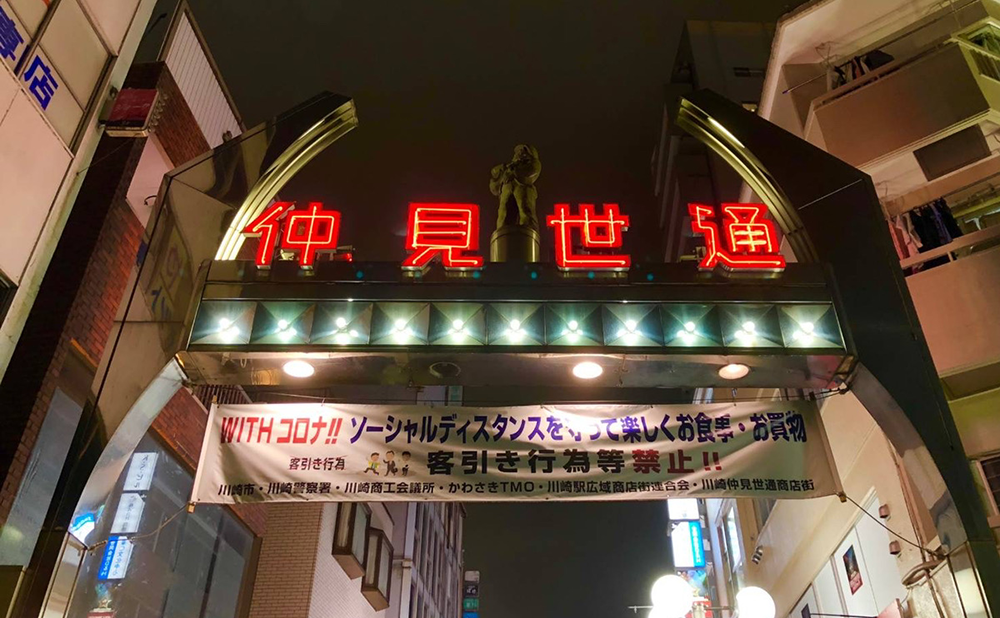 専
店
仲見世通
WITH コロナ!! ソーシャルディスタンスを守って楽しくお食事・お買物
客引き行為 客引き行為等禁止!!
川崎市・川崎警察署・川崎商工会議所・かわさきTMO・川崎駅広域商店街連合会・川崎仲見世通商店街